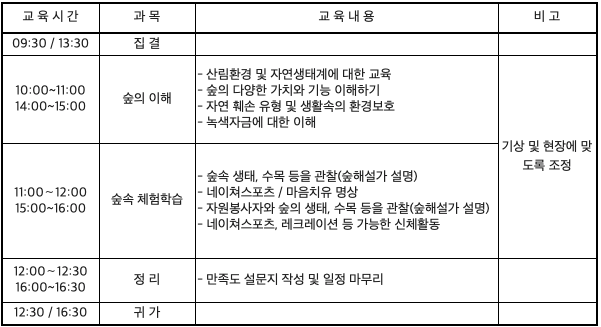 교 육 시 간 과 목 교 육 내 용 비 고
09:30 / 13:30 집 결
10:00~11:00
14:00~15:00
숲의 이해
- 산림환경 및 자연생태계에 대한 교육
- 숲의 다양한 가치와 기능 이해하기
- 자연 훼손 유형 및 생활속의 환경보호
- 녹색자금에 대한 이해
기상 및 현장에 맞
도록 조정
11:00~12:00
15:00~16:00
숲속 체험학습
- 숲속 생태, 수목 등을 관찰(숲해설가 설명)
- 네이쳐스포츠 / 마음치유 명상
- 자원봉사자와 숲의 생태, 수목 등을 관찰(숲해설가 설명)
- 네이쳐스포츠, 레크레이션 등 가능한 신체활동
12:00~12:30
16:00~16:30
정 리
- 만족도 설문지 작성 및 일정 마무리
12:30 / 16:30 귀 가